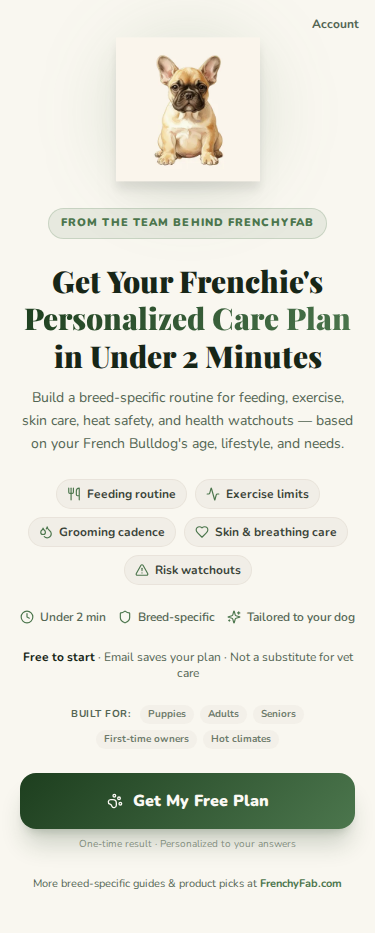 Account
FROM THE TEAM BEHIND FRENCHYFAB
Get Your Frenchie's
Personalized Care Plan
in Under 2 Minutes
Build a breed-specific routine for feeding, exercise,
skin care, heat safety, and health watchouts — based
on your French Bulldog's age, lifestyle, and needs.
Feeding routine
Exercise limits
Grooming cadence
Skin & breathing care
Risk watchouts
Under 2 min
Breed-specific
Tailored to your dog
Free to start · Email saves your plan · Not a substitute for vet
care
BUILT FOR:
Puppies
Adults
Seniors
First-time owners
Hot climates
Get My Free Plan
One-time result · Personalized to your answers
More breed-specific guides & product picks at FrenchyFab.com